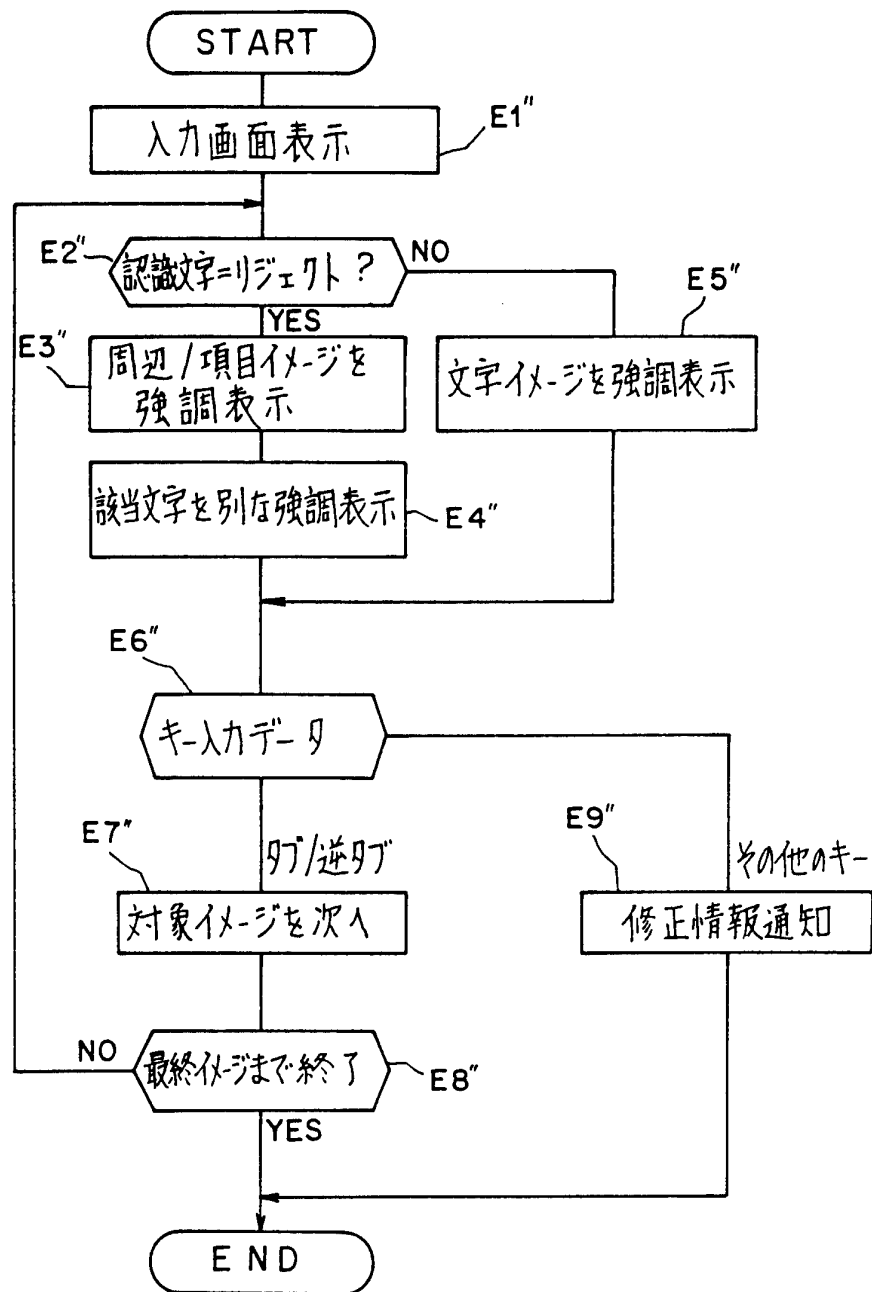 START
入力画面表示
E1"
E2"
認識文字=リジェクト?
NO
YES
E3"
周辺/項目イメージを
強調表示
E5"
文字イメージを強調表示
該当文字を別な強調表示
E4"
E6"
キー入力データ
E7"
タブ/逆タブ
E9"
その他のキー
対象イメージを次へ
修正情報通知
NO
最終イメージまで終了
E8"
YES
END